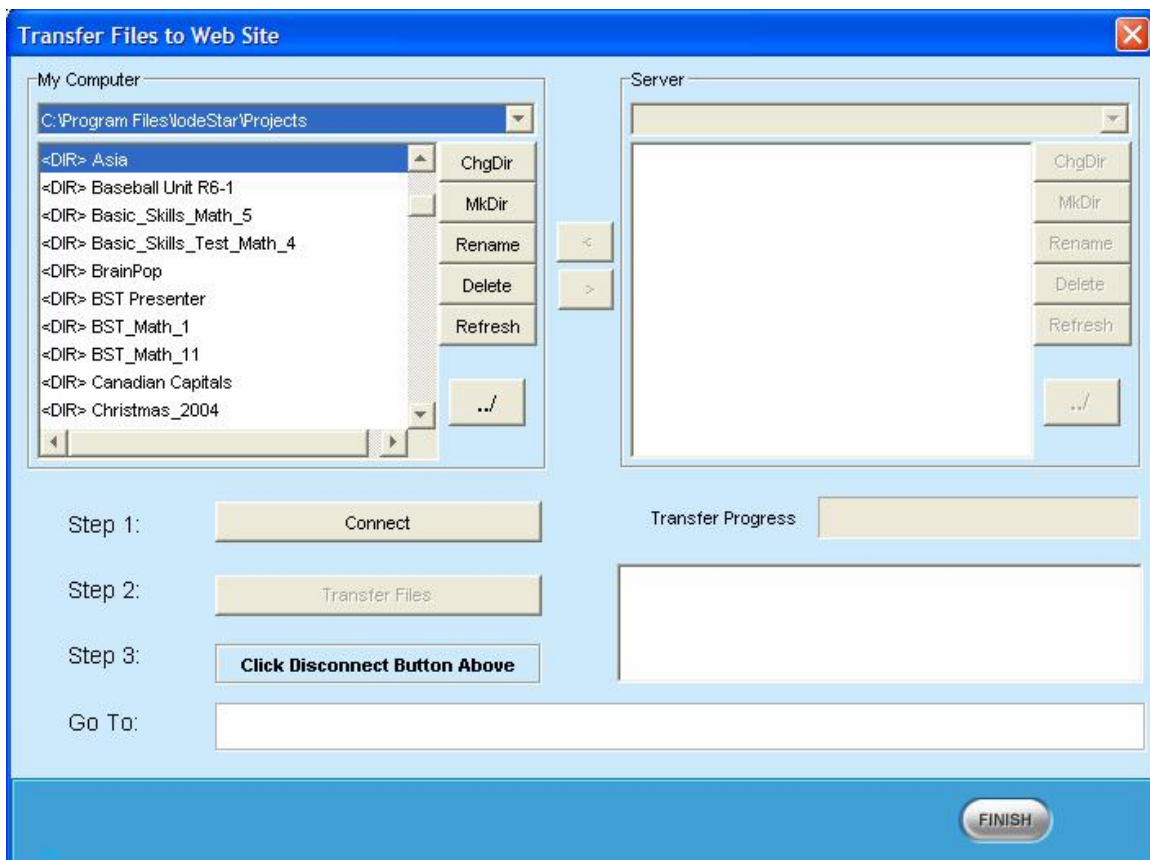 Transfer Files to Web Site
My Computer
C:\Program Files\lodeStar\Projects
<DIR> Asia
<DIR> Baseball Unit R6-1
<DIR> Basic_Skills_Math_5
<DIR> Basic_Skills_Test_Math_4
<DIR> BrainPop
<DIR> BST Presenter
<DIR> BST_Math_1
<DIR> BST_Math_11
<DIR> Canadian Capitals
<DIR> Christmas_2004
ChgDir
MkDir
Rename
Delete
Refresh
../
<
>
Server
ChgDir
MkDir
Rename
Delete
Refresh
../
Step 1:
Connect
Transfer Progress
Step 2:
Transfer Files
Step 3:
Click Disconnect Button Above
Go To:
FINISH